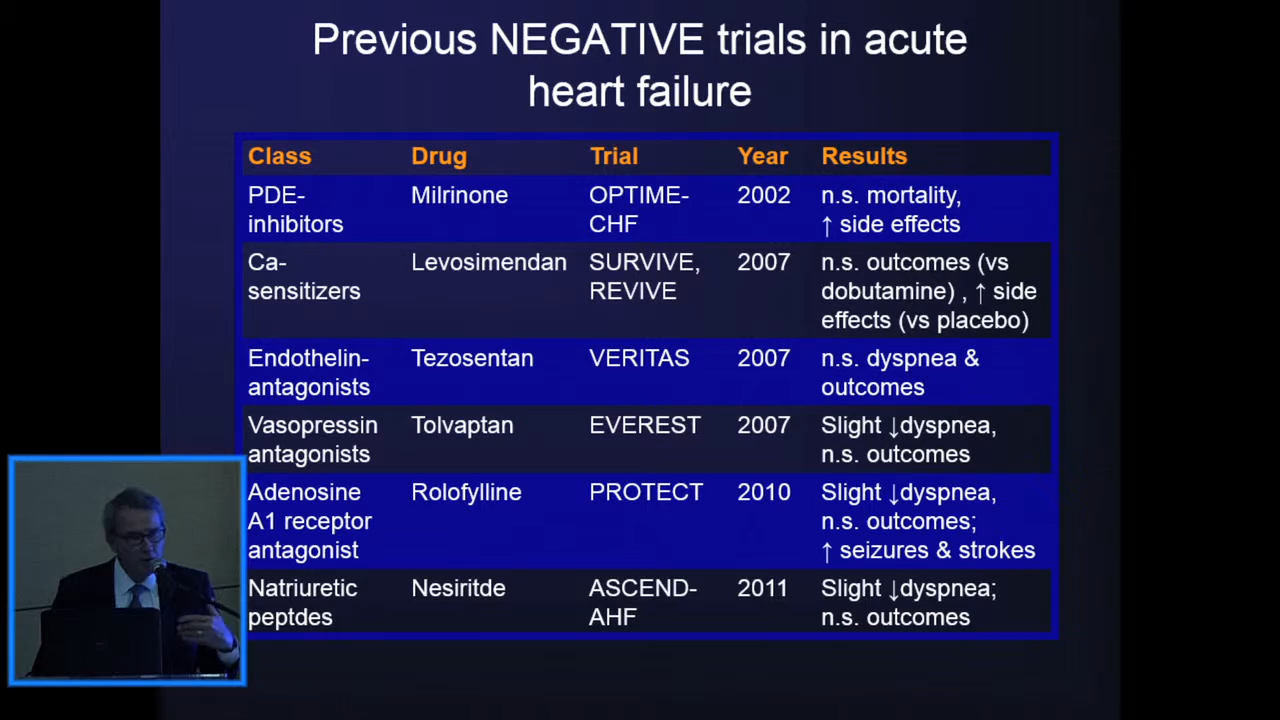 Previous NEGATIVE trials in acute
heart failure
Class Drug Trial Year Results
PDE- Milrinone OPTIME- 2002 n.s. mortality,
inhibitors CHF ↑ side effects
Ca- Levosimendan SURVIVE, 2007 n.s. outcomes (vs
sensitizers REVIVE dobutamine) , ↑ side
effects (vs placebo)
Endothelin- Tezosentan VERITAS 2007 n.s. dyspnea &
antagonists outcomes
Vasopressin Tolvaptan EVEREST 2007 Slight ↓dyspnea,
antagonists n.s. outcomes
Adenosine Rolofylline PROTECT 2010 Slight ↓dyspnea,
A1 receptor n.s. outcomes;
antagonist ↑ seizures & strokes
Natriuretic Nesiritde ASCEND- 2011 Slight ↓dyspnea;
peptdes AHF n.s. outcomes